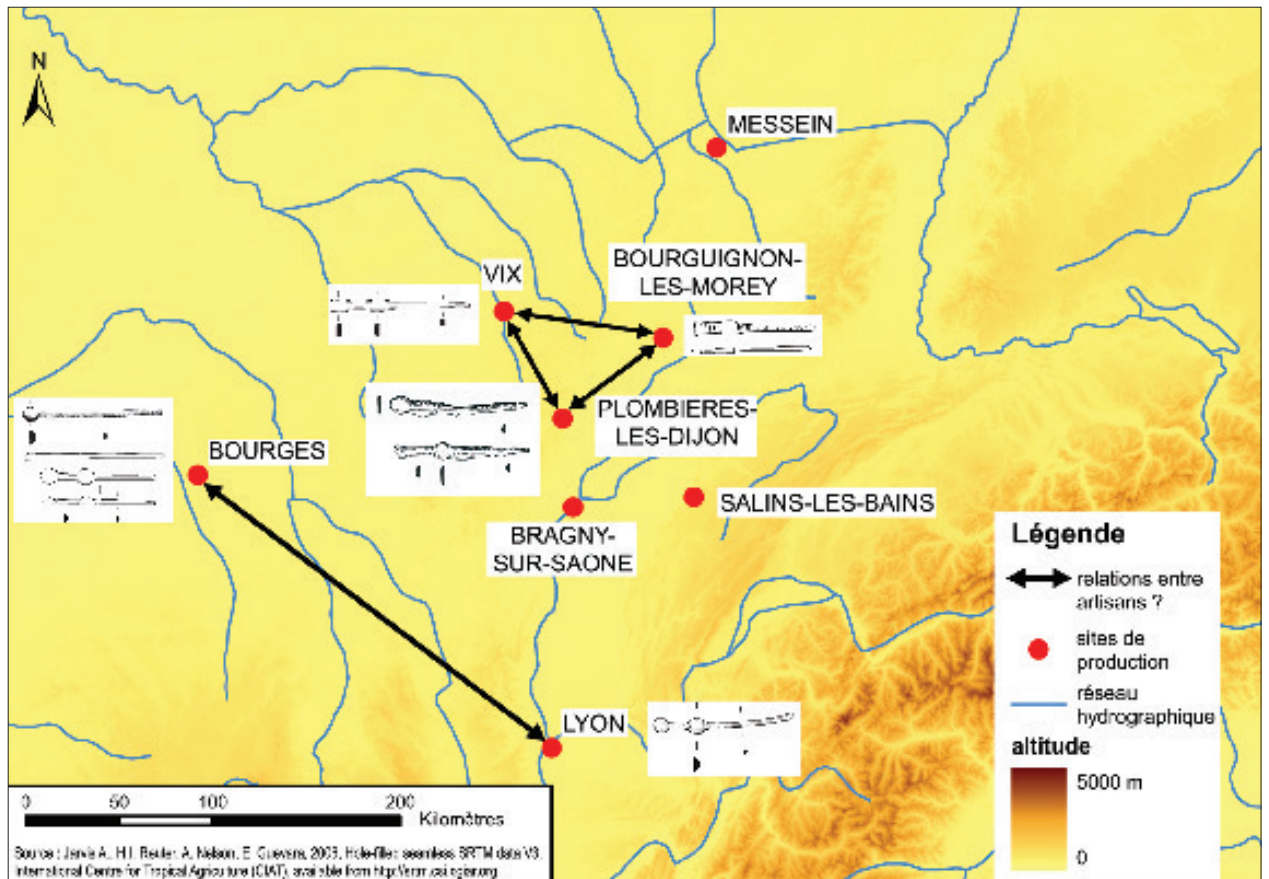 N
MESSEIN
VIX
BOURGUIGNON-
LES-MOREY
PLOMBIERES-
LES-DIJON
BOURGES
SALINS-LES-BAINS
BRAGNY-
SUR-SAONE
LYON
Légende
relations entre
artisans ?
sites de
production
réseau
hydrographique
altitude
5000 m
0
0 50 100 200
Kilomètres
Source : Jarvis A., H.I. Reuter, A. Nelson, E. Guevara, Hole-filled seamless SRTM data V3,
International Centre for Tropical Agriculture (CIAT), available from